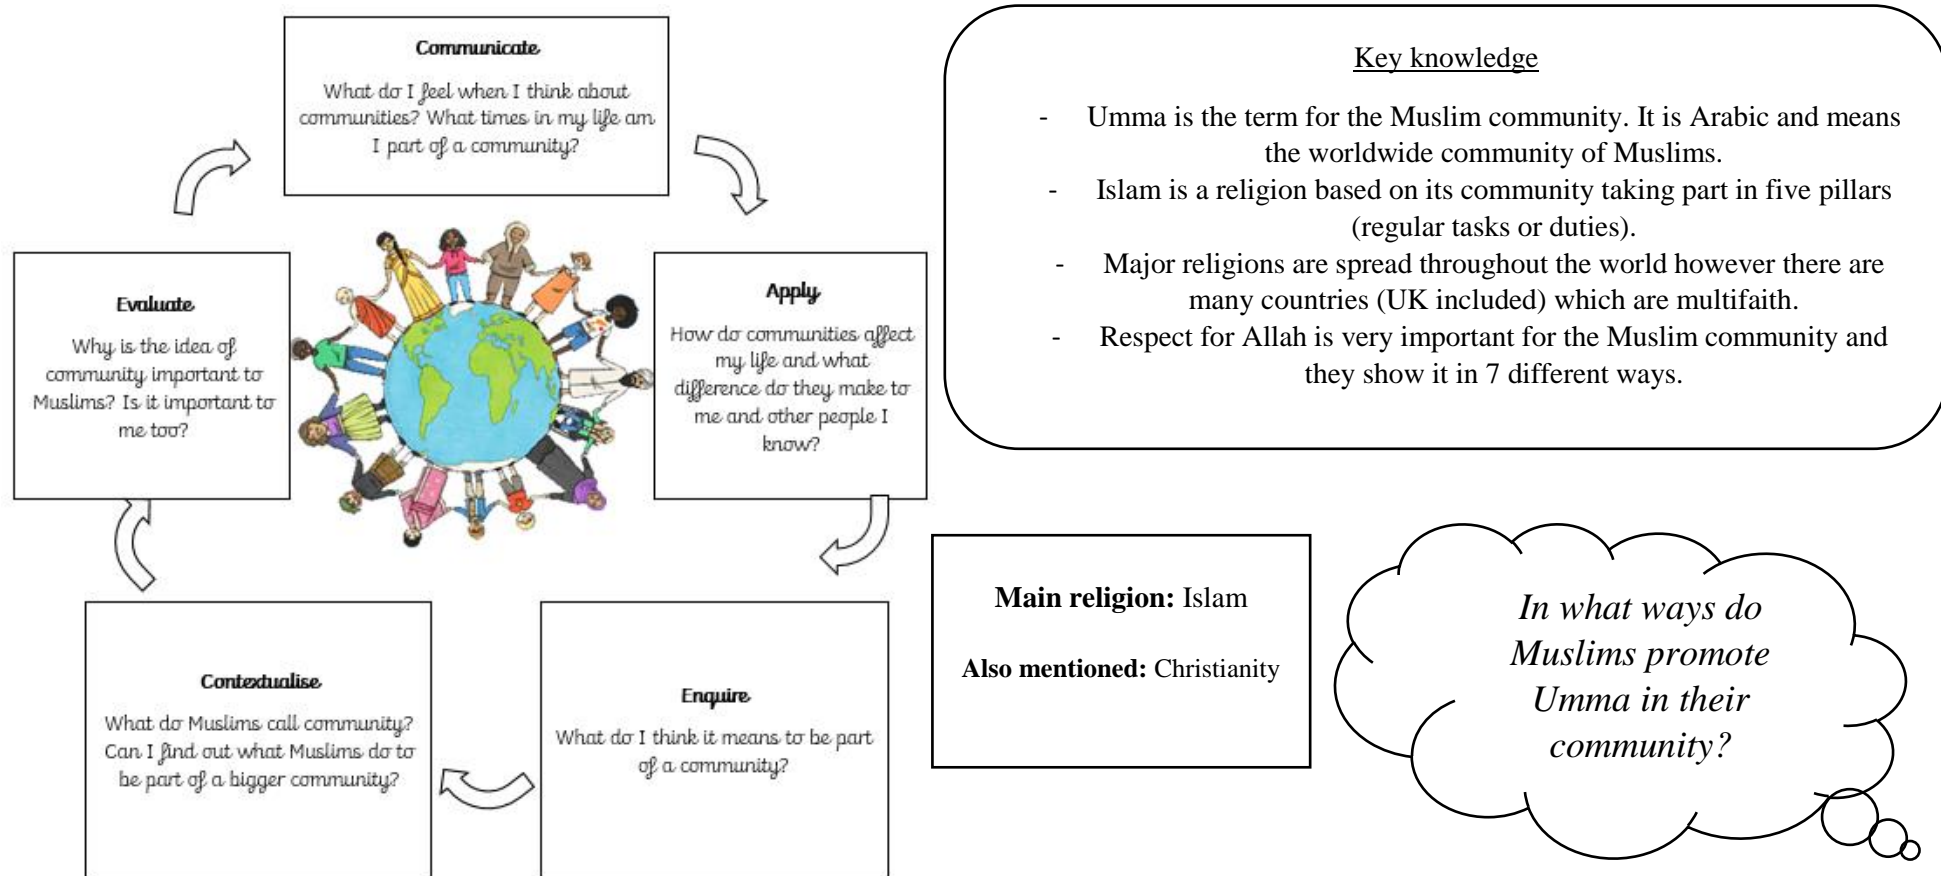 Communicate
What do I feel when I think about
communities? What times in my life am
I part of a community?
Apply
How do communities affect
my life and what
difference do they make to
me and other people I
know?
Enquire
What do I think it means to be part
of a community?
Contextualise
What do Muslims call community?
Can I find out what Muslims do to
be part of a bigger community?
Evaluate
Why is the idea of
community important to
Muslims? Is it important to
me too?
Key knowledge
- Umma is the term for the Muslim community. It is Arabic and means
the worldwide community of Muslims.
- Islam is a religion based on its community taking part in five pillars
(regular tasks or duties).
- Major religions are spread throughout the world however there are
many countries (UK included) which are multifaith.
- Respect for Allah is very important for the Muslim community and
they show it in 7 different ways.
Main religion: Islam
Also mentioned: Christianity
In what ways do
Muslims promote
Umma in their
community?